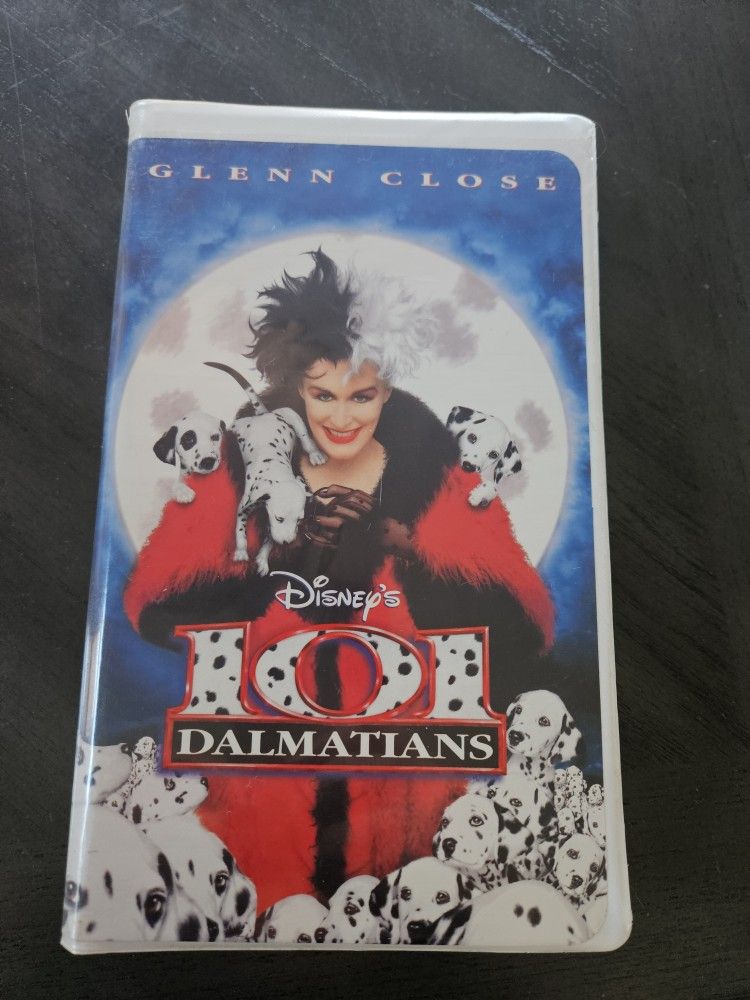 GLENN CLOSE
DISNEY'S
101
DALMATIANS